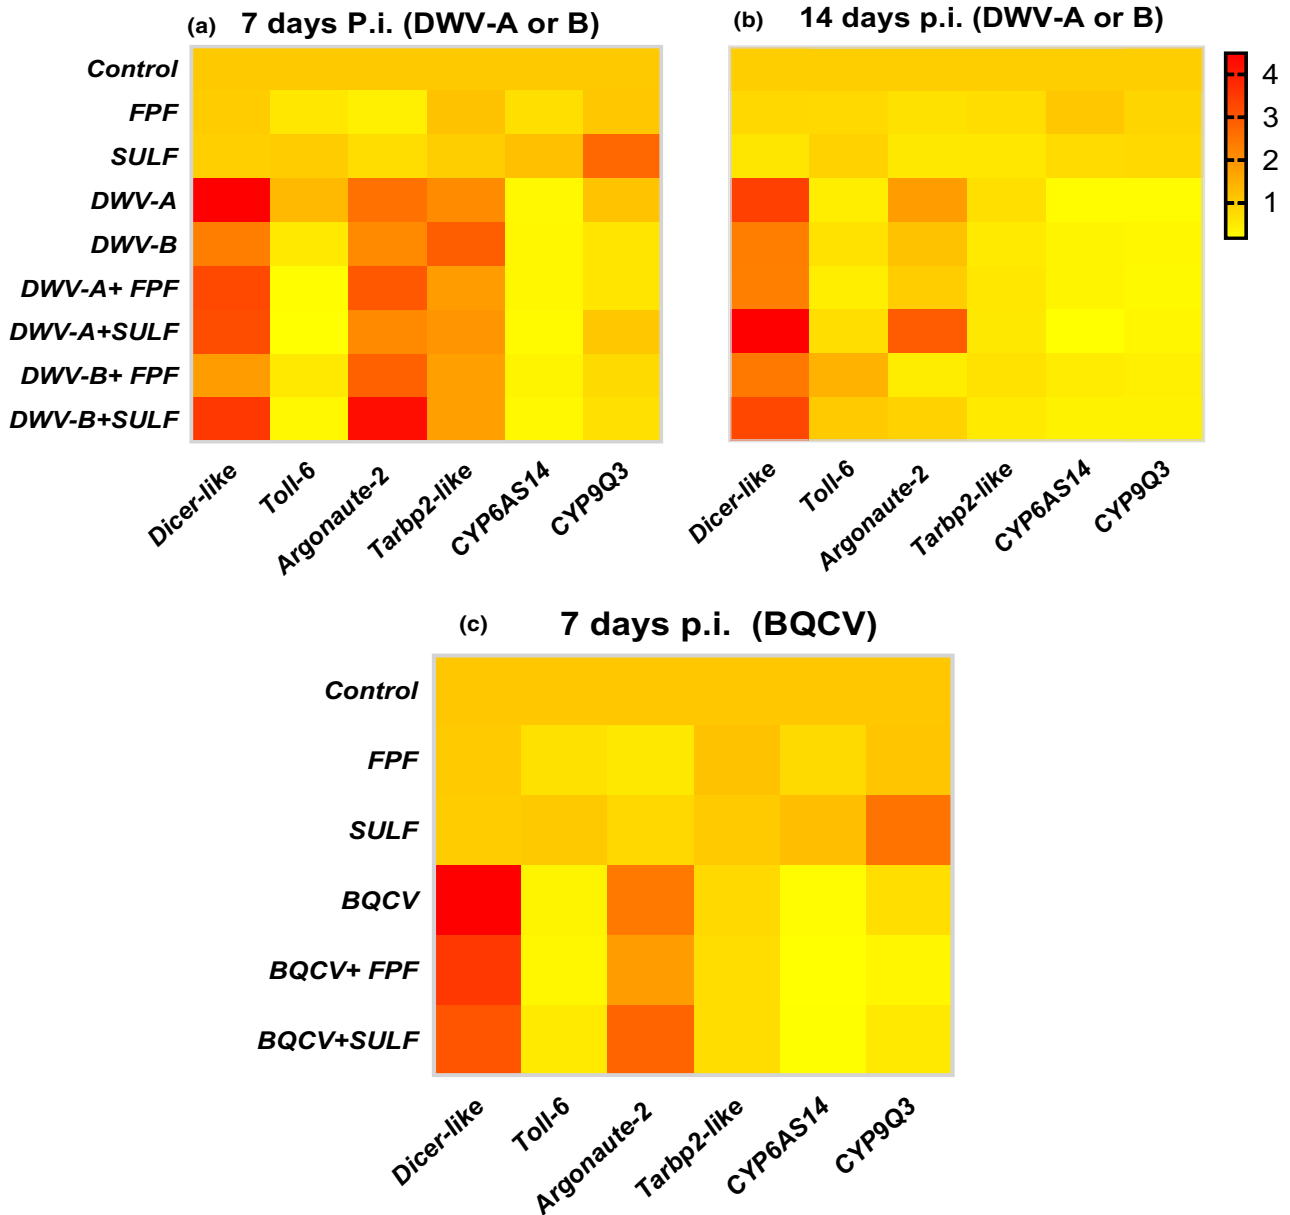 (a) 7 days P.i. (DWV-A or B)
Control
FPF
SULF
DWV-A
DWV-B
DWV-A+ FPF
DWV-A+SULF
DWV-B+ FPF
DWV-B+SULF
Dicer-like
Toll-6
Argonaute-2
Tarbp2-like
CYP6AS14
CYP9Q3
(b) 14 days p.i. (DWV-A or B)
4
3
2
1
Dicer-like
Toll-6
Argonaute-2
Tarbp2-like
CYP6AS14
CYP9Q3
(c) 7 days p.i. (BQCV)
Control
FPF
SULF
BQCV
BQCV+ FPF
BQCV+SULF
Dicer-like
Toll-6
Argonaute-2
Tarbp2-like
CYP6AS14
CYP9Q3